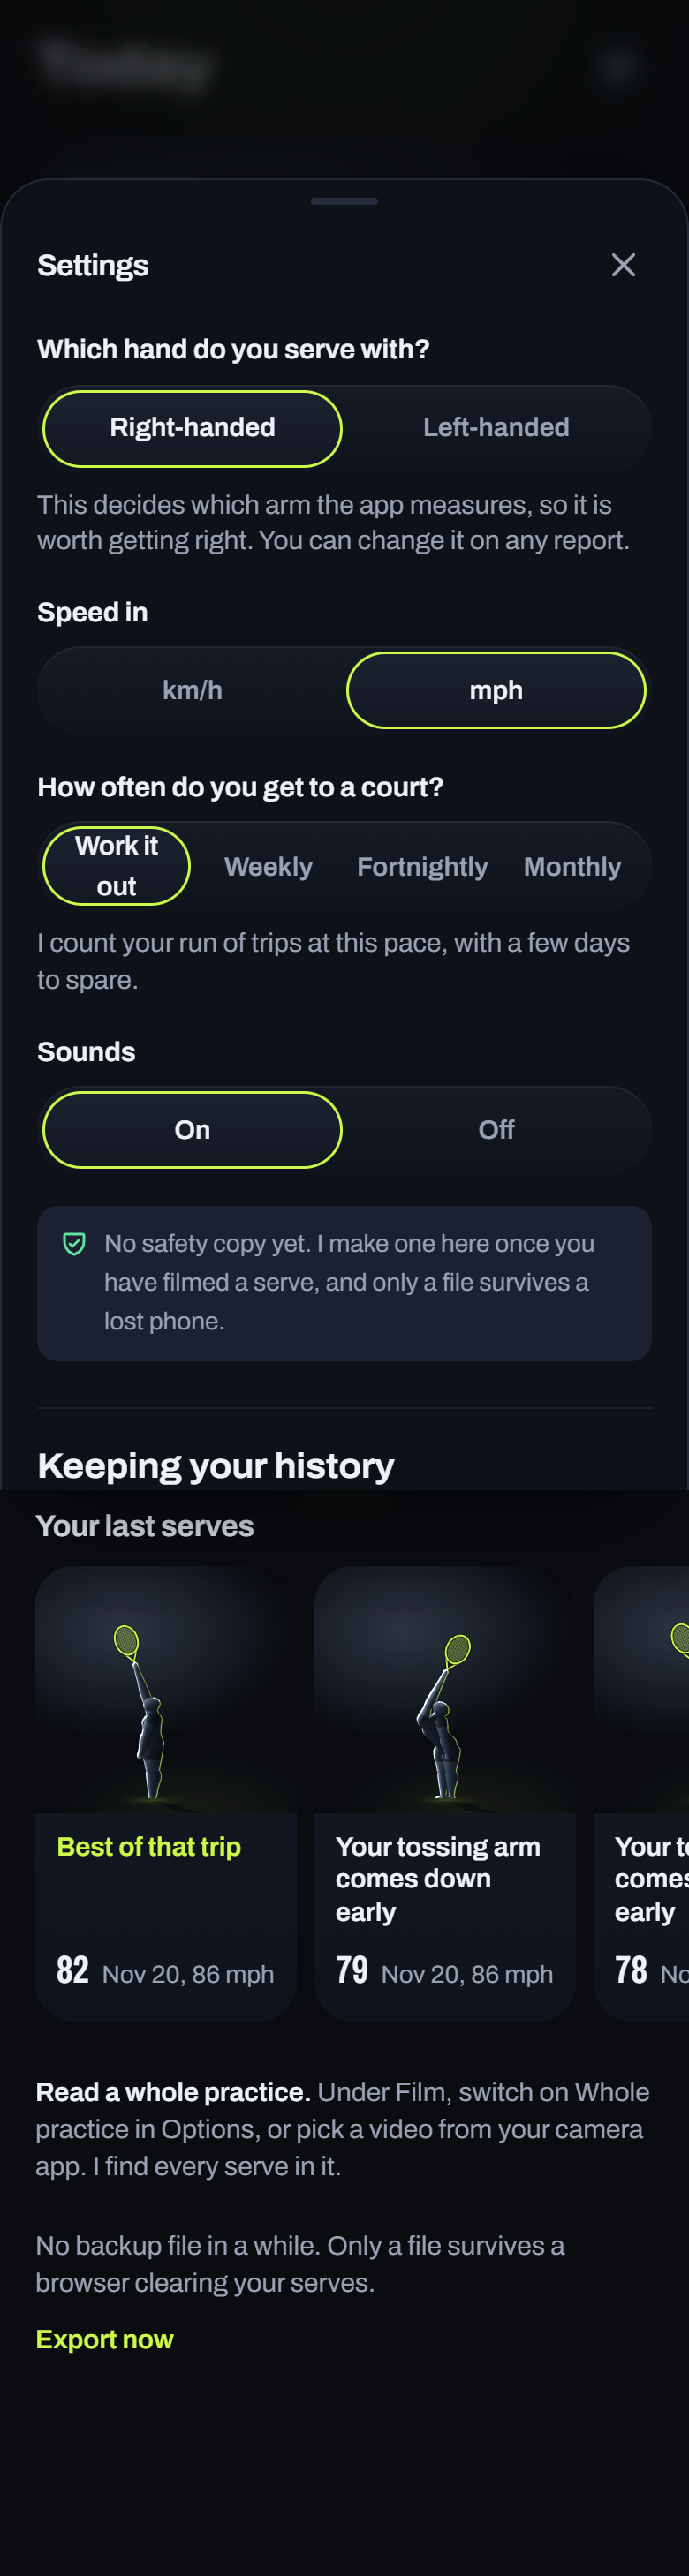 Today
Settings
Which hand do you serve with?
Right-handed
Left-handed
This decides which arm the app measures, so it is
worth getting right. You can change it on any report.
Speed in
km/h
mph
How often do you get to a court?
Work it
out
Weekly
Fortnightly
Monthly
I count your run of trips at this pace, with a few days
to spare.
Sounds
On
Off
No safety copy yet. I make one here once you
have filmed a serve, and only a file survives a
lost phone.
Keeping your history
Your last serves
Best of that trip
82 Nov 20, 86 mph
Your tossing arm
comes down
early
79 Nov 20, 86 mph
Your t
comes
early
78 No
Read a whole practice. Under Film, switch on Whole
practice in Options, or pick a video from your camera
app. I find every serve in it.
No backup file in a while. Only a file survives a
browser clearing your serves.
Export now